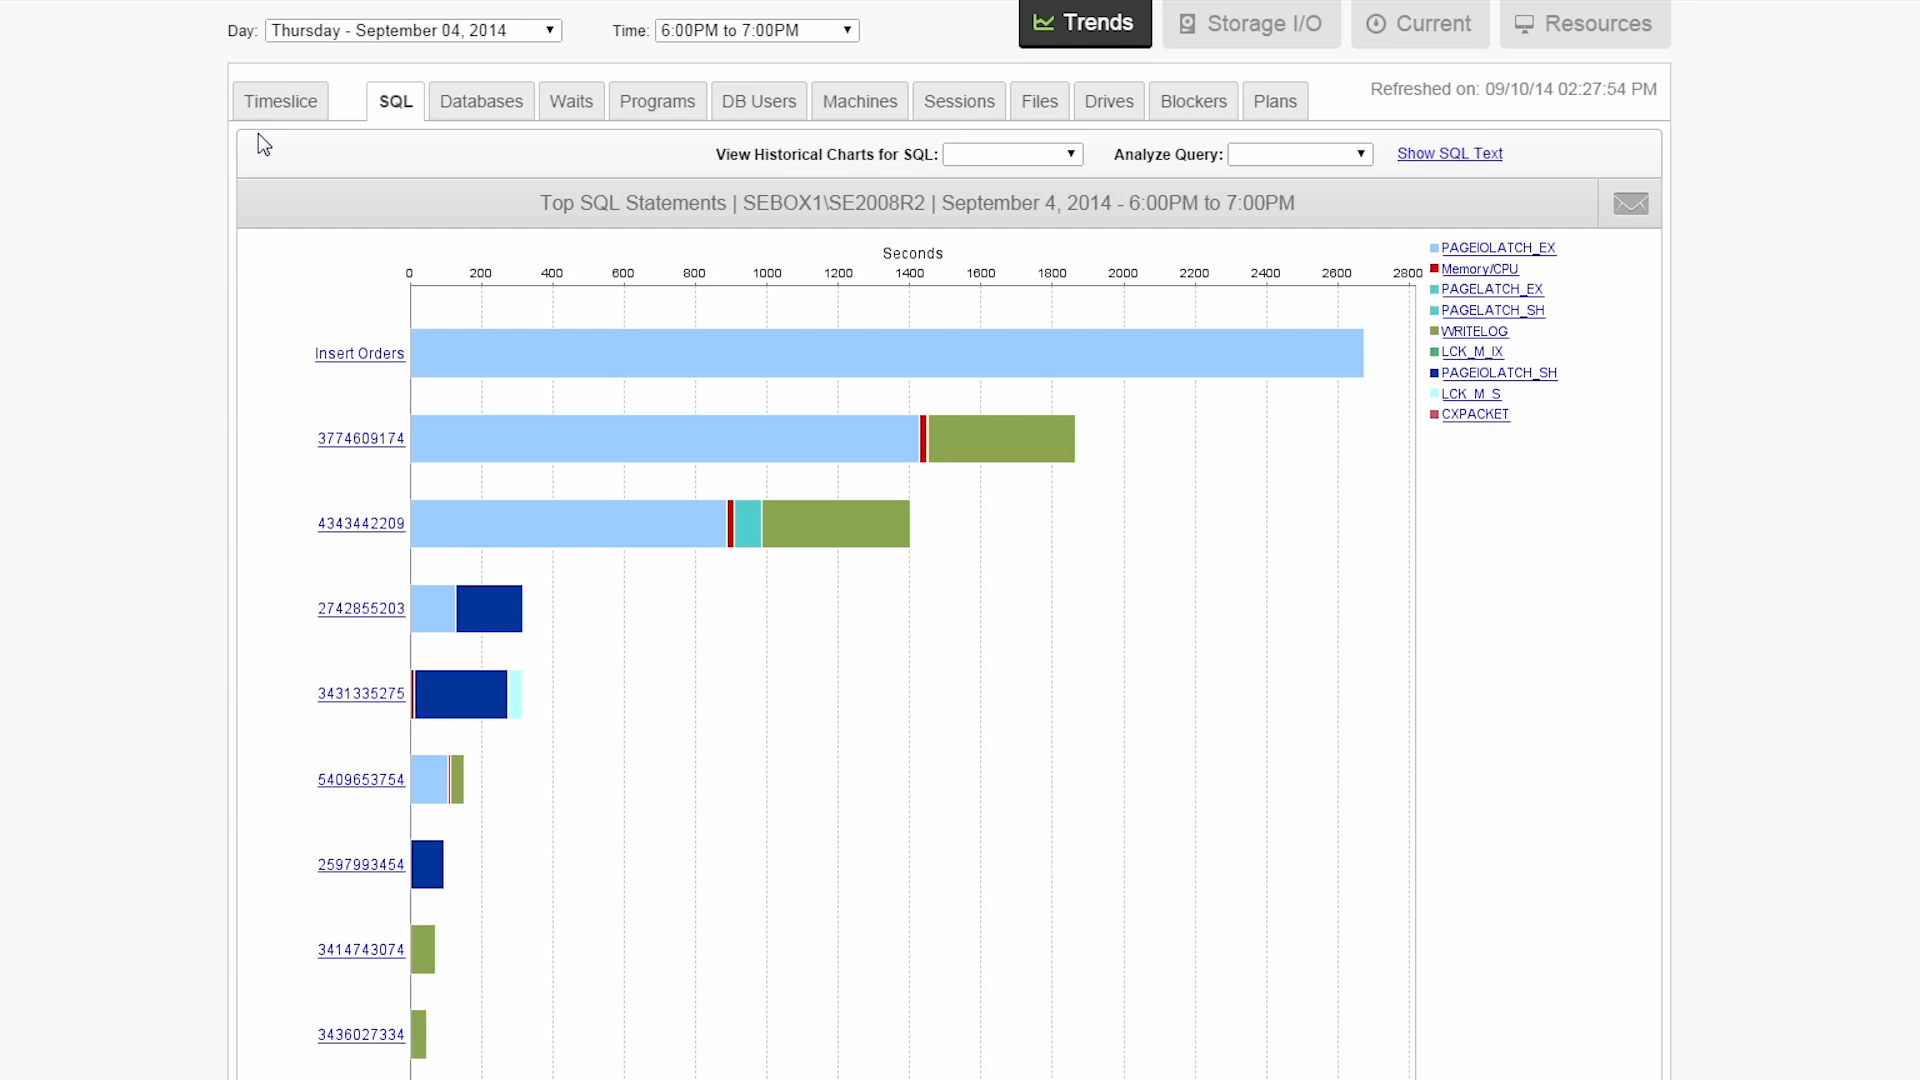 Day: Thursday - September 04, 2014 Time: 6:00PM to 7:00PM Trends Storage I/O Current Resources
Timeslice SQL Databases Waits Programs DB Users Machines Sessions Files Drives Blockers Plans Refreshed on: 09/10/14 02:27:54 PM
View Historical Charts for SQL: Analyze Query: Show SQL Text
Top SQL Statements | SEBOX1\SE2008R2 | September 4, 2014 - 6:00PM to 7:00PM
Seconds
0 200 400 600 800 1000 1200 1400 1600 1800 2000 2200 2400 2600 2800
PAGEIOLATCH_EX
Memory/CPU
PAGELATCH_EX
PAGELATCH_SH
WRITELOG
LCK_M_IX
PAGEIOLATCH_SH
LCK_M_S
CXPACKET
Insert Orders
3774609174
4343442209
2742855203
3431335275
5409653754
2597993454
3414743074
3436027334